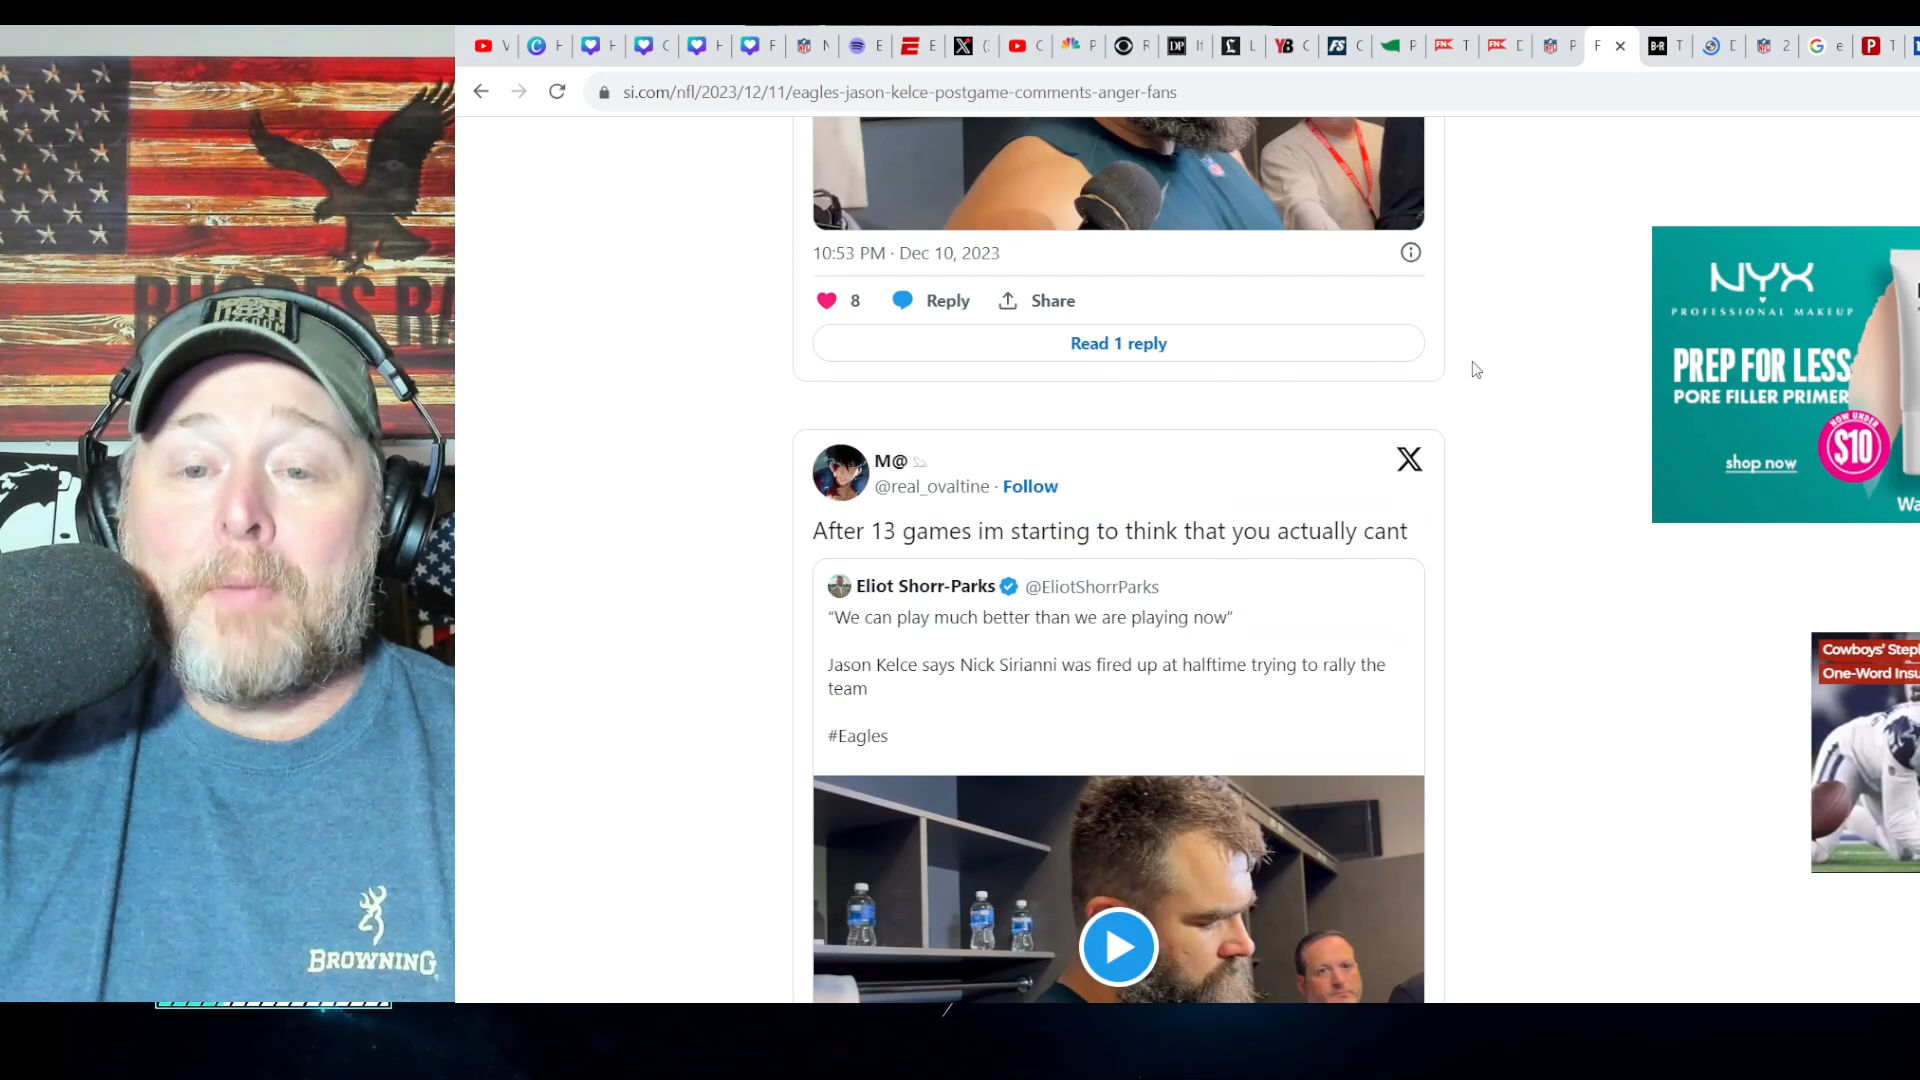 si.com/nfl/2023/12/11/eagles-jason-kelce-postgame-comments-anger-fans
10:53 PM · Dec 10, 2023
8 Reply Share
Read 1 reply
M@
@real_ovaltine · Follow
After 13 games im starting to think that you actually cant
Eliot Shorr-Parks @EliotShorrParks
“We can play much better than we are playing now”
Jason Kelce says Nick Sirianni was fired up at halftime trying to rally the
team
#Eagles
NYX
PROFESSIONAL MAKEUP
PREP FOR LESS
PORE FILLER PRIMER
NOW UNDER
$10
shop now
Cowboys'
One-Word
BROWNING